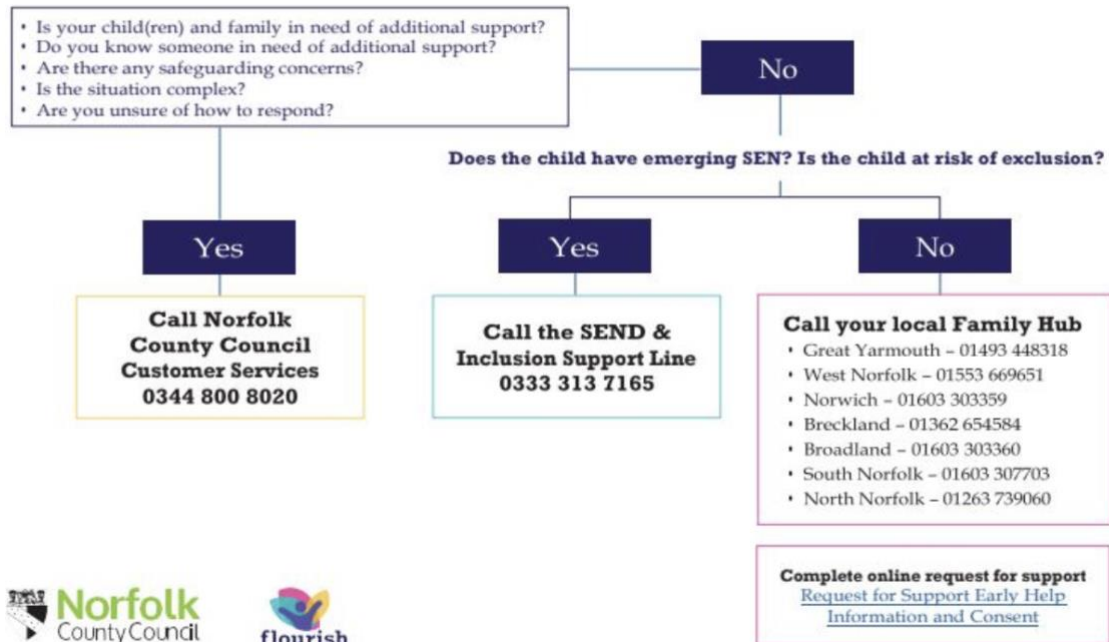 • Is your child(ren) and family in need of additional support?
• Do you know someone in need of additional support?
• Are there any safeguarding concerns?
• Is the situation complex?
• Are you unsure of how to respond?
No
Does the child have emerging SEN? Is the child at risk of exclusion?
Yes
Yes
No
Call Norfolk
County Council
Customer Services
0344 800 8020
Call the SEND &
Inclusion Support Line
0333 313 7165
Call your local Family Hub
• Great Yarmouth – 01493 448318
• West Norfolk – 01553 669651
• Norwich – 01603 303359
• Breckland – 01362 654584
• Broadland – 01603 303360
• South Norfolk – 01603 307703
• North Norfolk – 01263 739060
Complete online request for support
Request for Support Early Help
Information and Consent
Norfolk
County Council
flourish